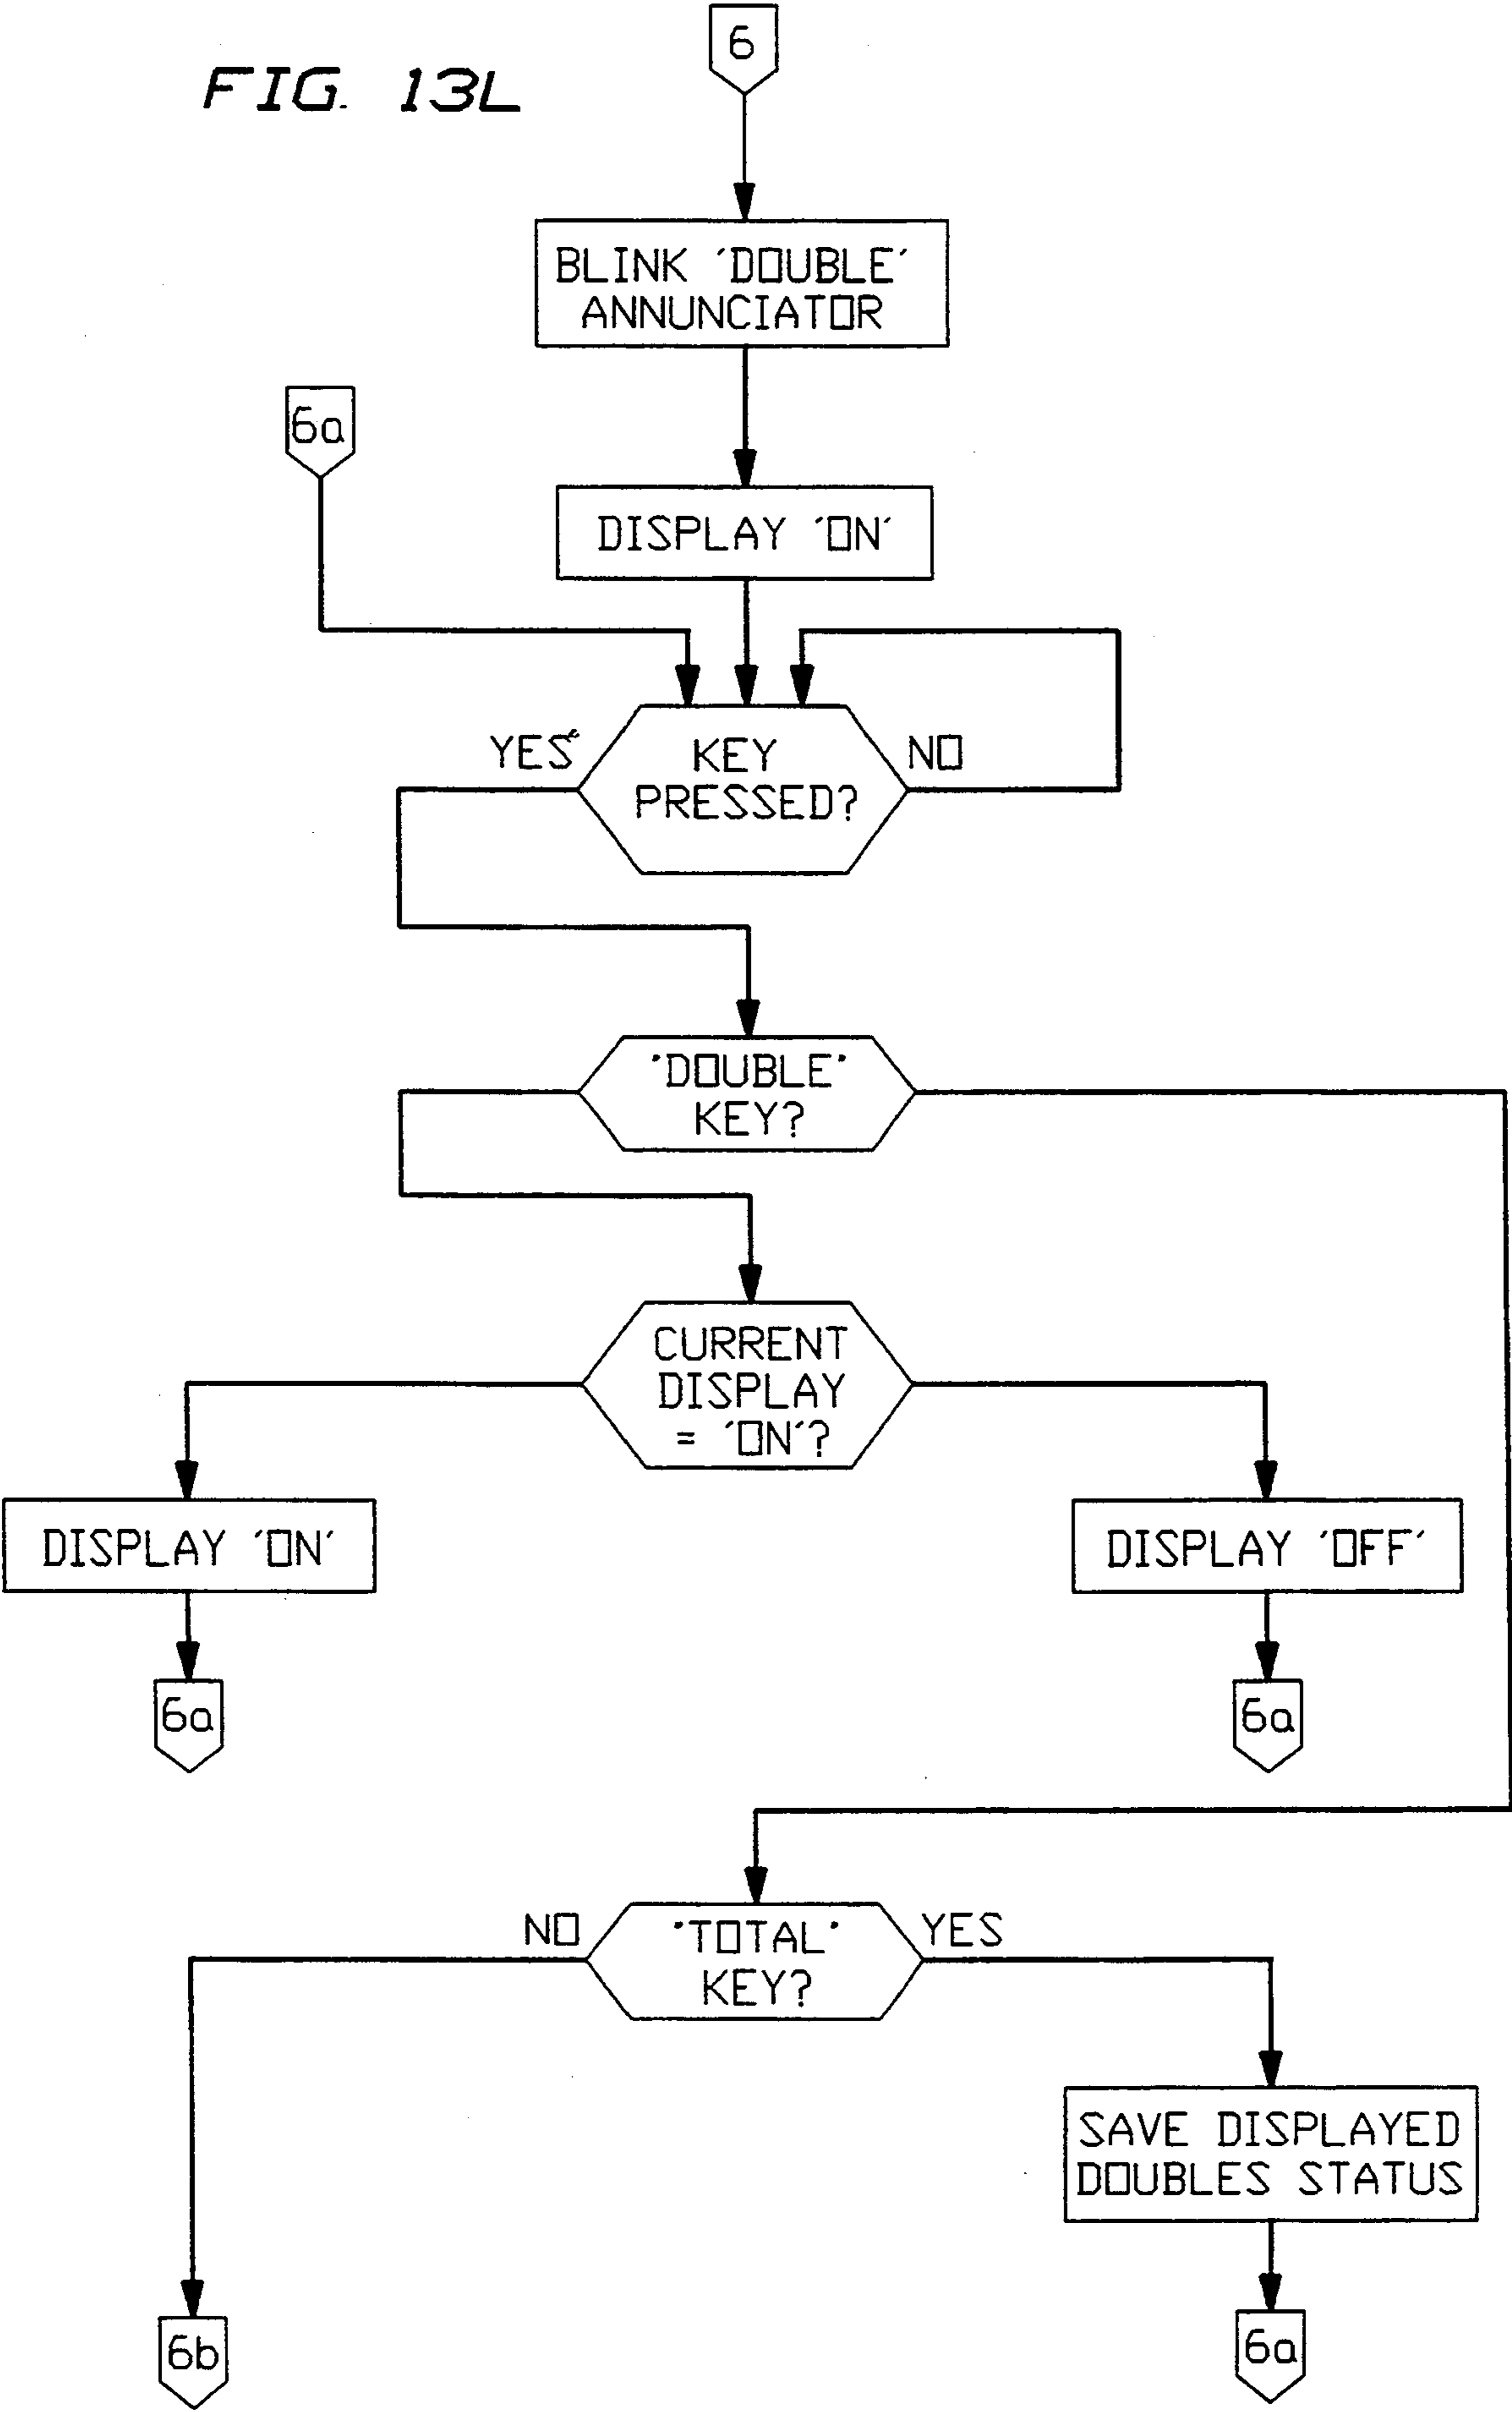 6
FIG. 13L
BLINK 'DOUBLE'
ANNUNCIATOR
6a
DISPLAY 'ON'
YES
KEY
PRESSED?
NO
"DOUBLE"
KEY?
CURRENT
DISPLAY
= 'ON'?
DISPLAY 'ON'
DISPLAY 'OFF'
6a
6a
NO
"TOTAL"
KEY?
YES
SAVE DISPLAYED
DOUBLES STATUS
6b
6a